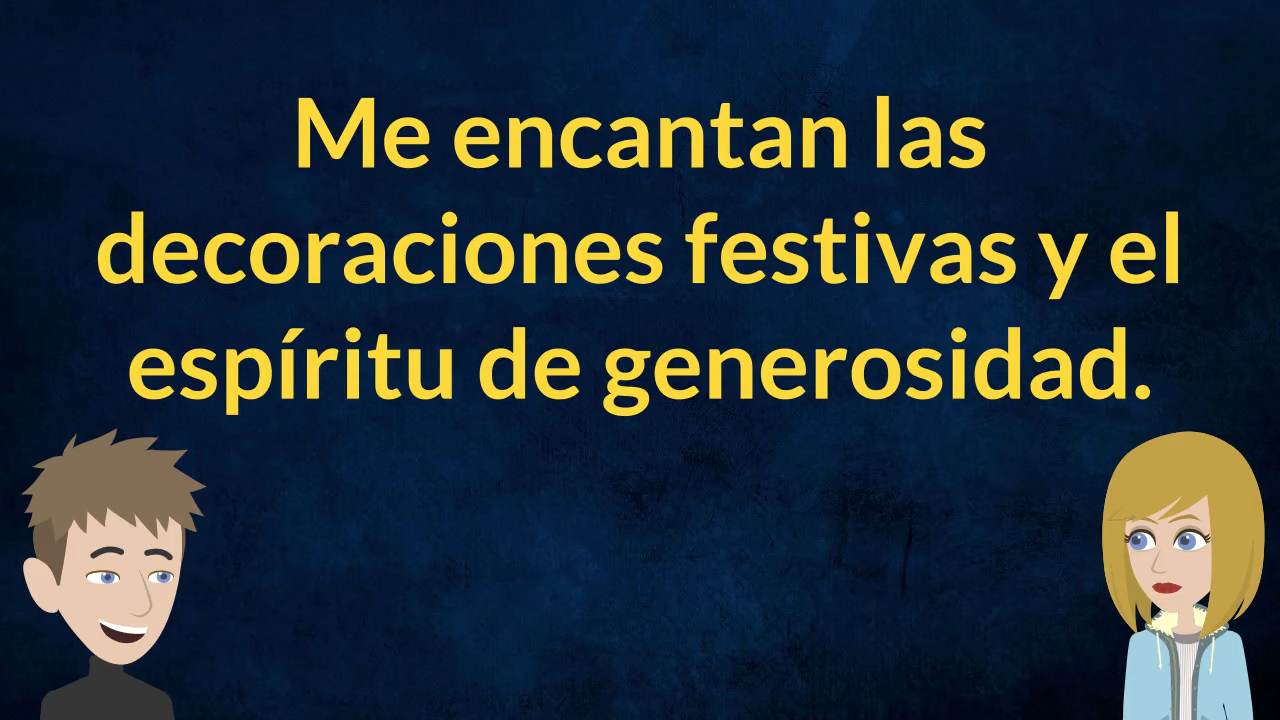 Me encantan las
decoraciones festivas y el
espíritu de generosidad.